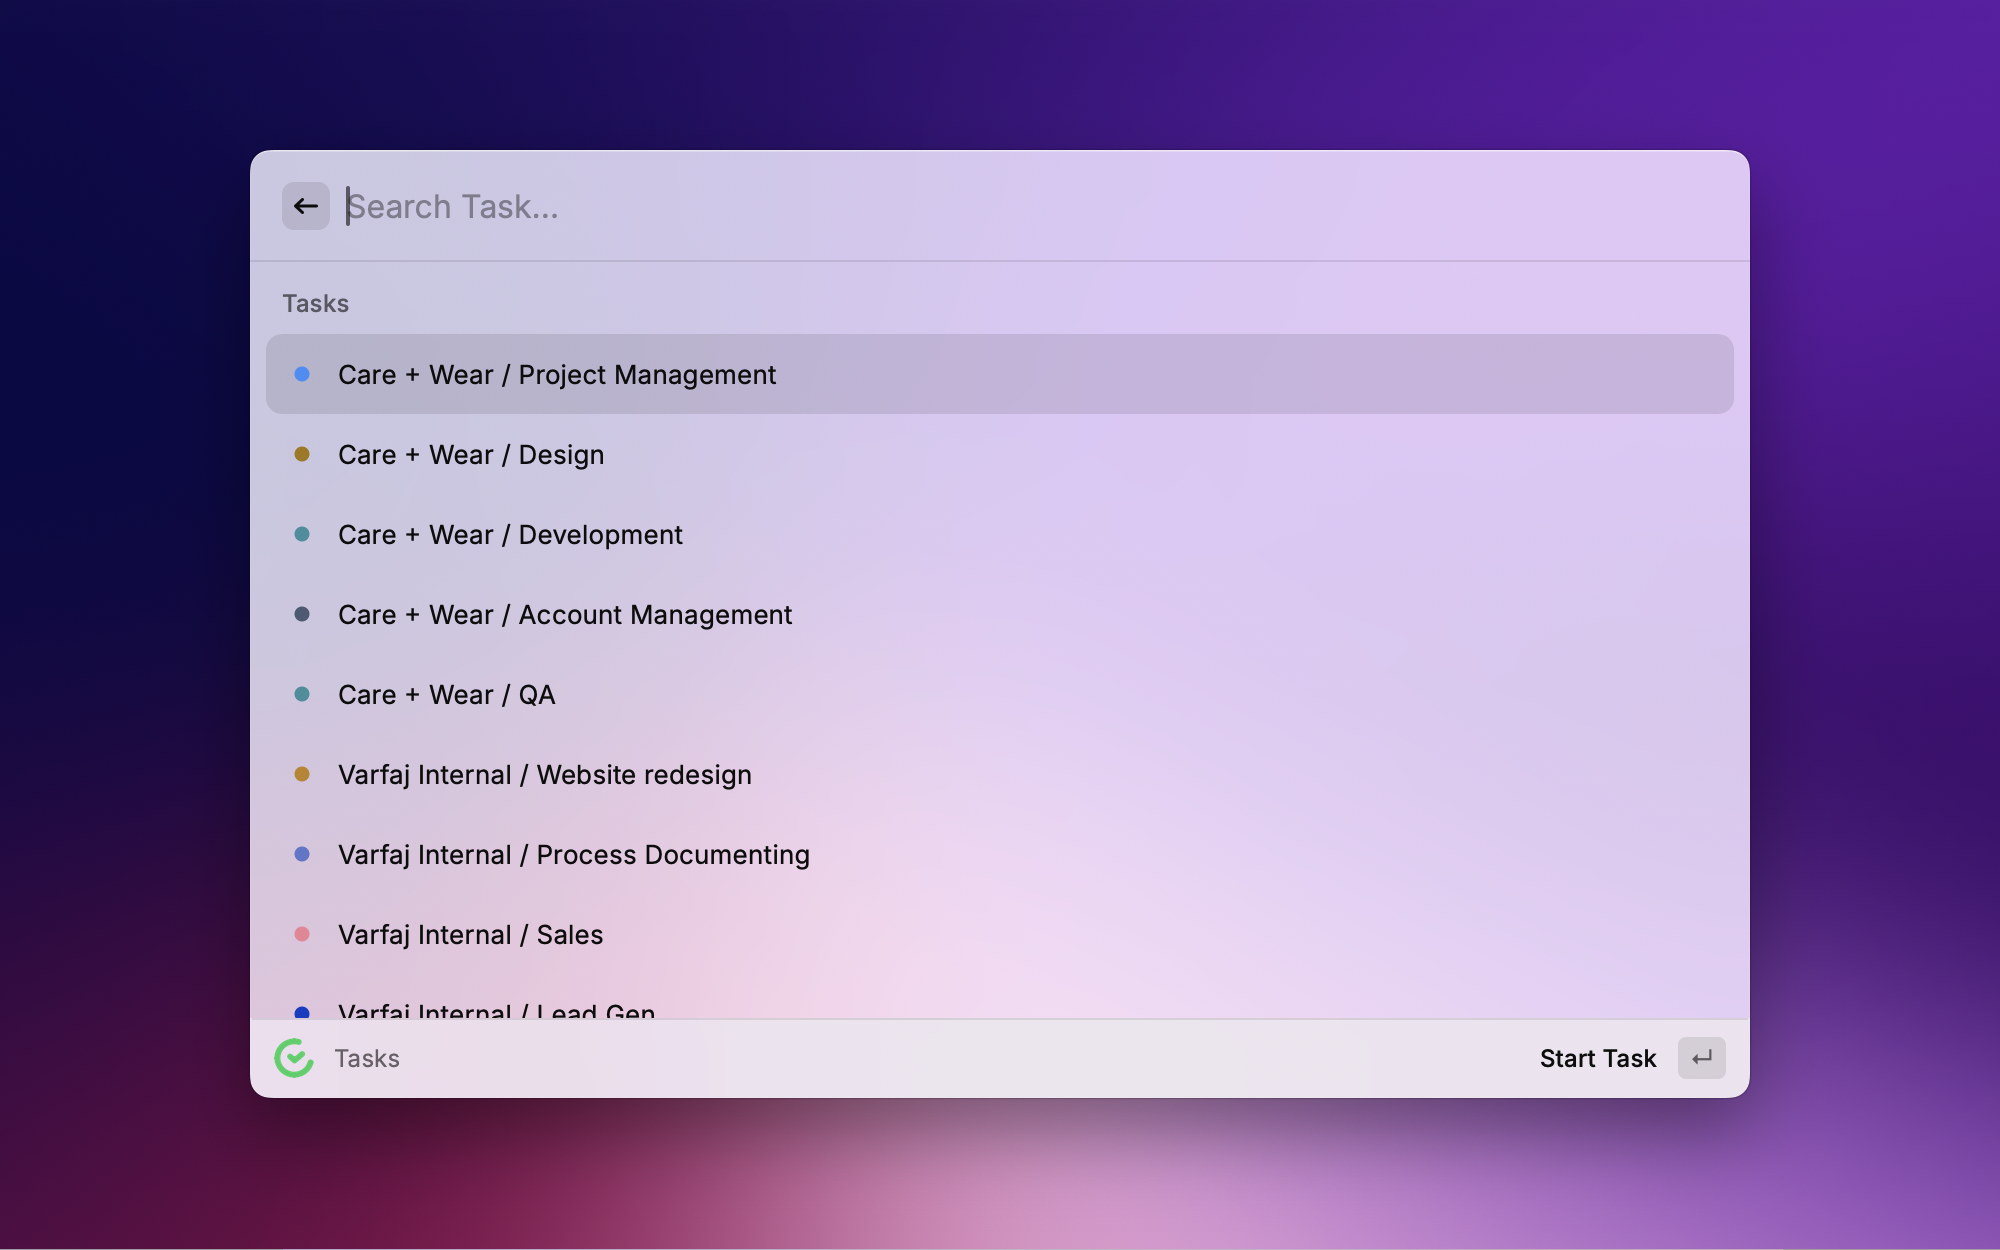 Search Task...
Tasks
Care + Wear / Project Management
Care + Wear / Design
Care + Wear / Development
Care + Wear / Account Management
Care + Wear / QA
Varfaj Internal / Website redesign
Varfaj Internal / Process Documenting
Varfaj Internal / Sales
Varfaj Internal / Lead Gen
Tasks Start Task